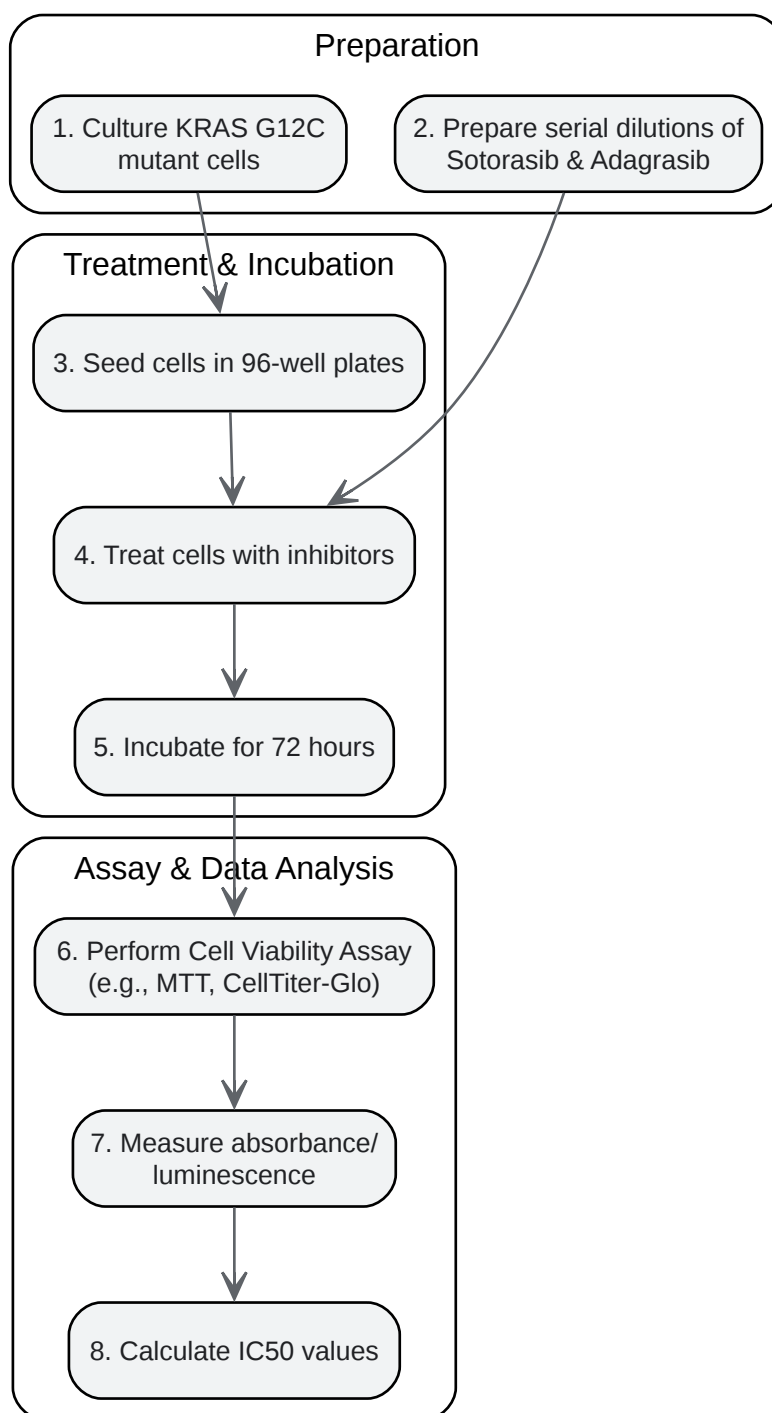 Preparation
1. Culture KRAS G12C
mutant cells
2. Prepare serial dilutions of
Sotorasib & Adagrasib
Treatment & Incubation
3. Seed cells in 96-well plates
4. Treat cells with inhibitors
5. Incubate for 72 hours
Assay & Data Analysis
6. Perform Cell Viability Assay
(e.g., MTT, CellTiter-Glo)
7. Measure absorbance/
luminescence
8. Calculate IC50 values